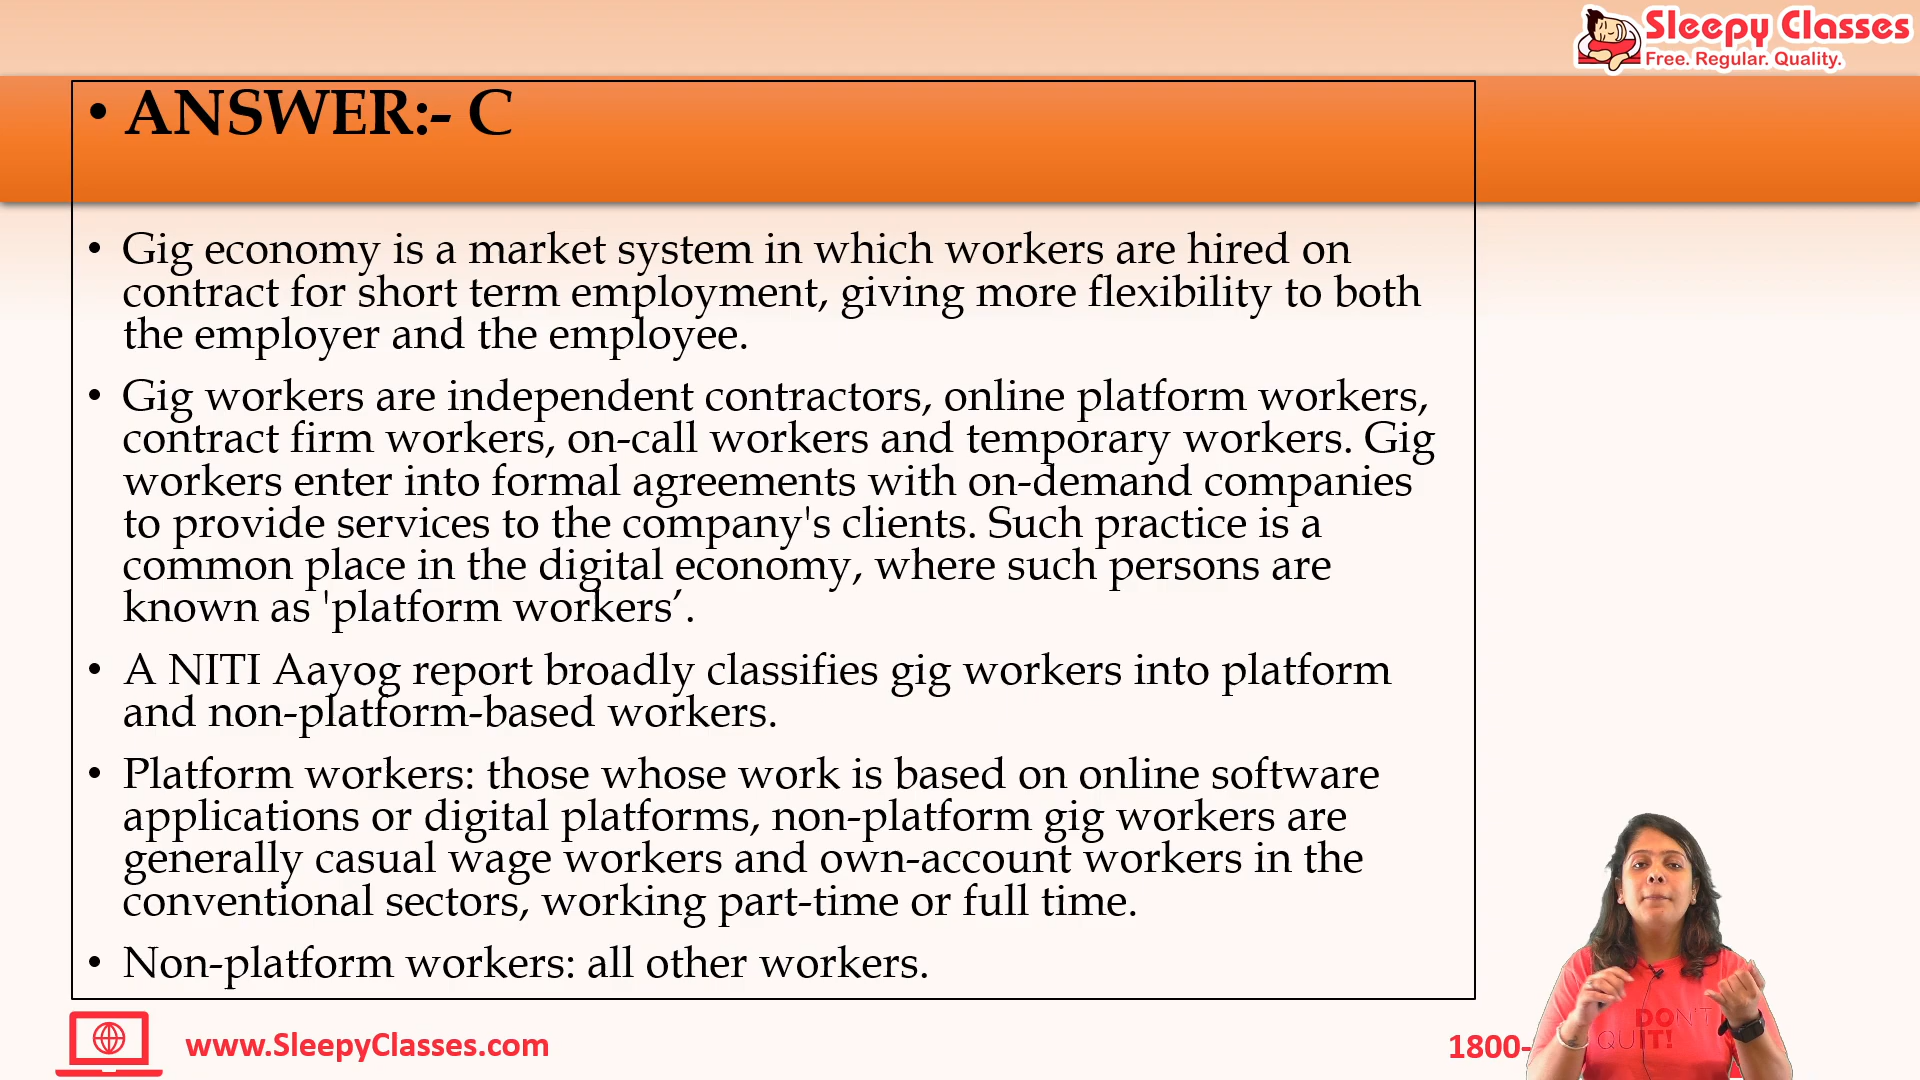 Sleepy Classes
Free. Regular. Quality.
• ANSWER:- C
• Gig economy is a market system in which workers are hired on
contract for short term employment, giving more flexibility to both
the employer and the employee.
• Gig workers are independent contractors, online platform workers,
contract firm workers, on-call workers and temporary workers. Gig
workers enter into formal agreements with on-demand companies
to provide services to the company's clients. Such practice is a
common place in the digital economy, where such persons are
known as 'platform workers’.
• A NITI Aayog report broadly classifies gig workers into platform
and non-platform-based workers.
• Platform workers: those whose work is based on online software
applications or digital platforms, non-platform gig workers are
generally casual wage workers and own-account workers in the
conventional sectors, working part-time or full time.
• Non-platform workers: all other workers.
www.SleepyClasses.com
1800-
DON'T
QUIT!